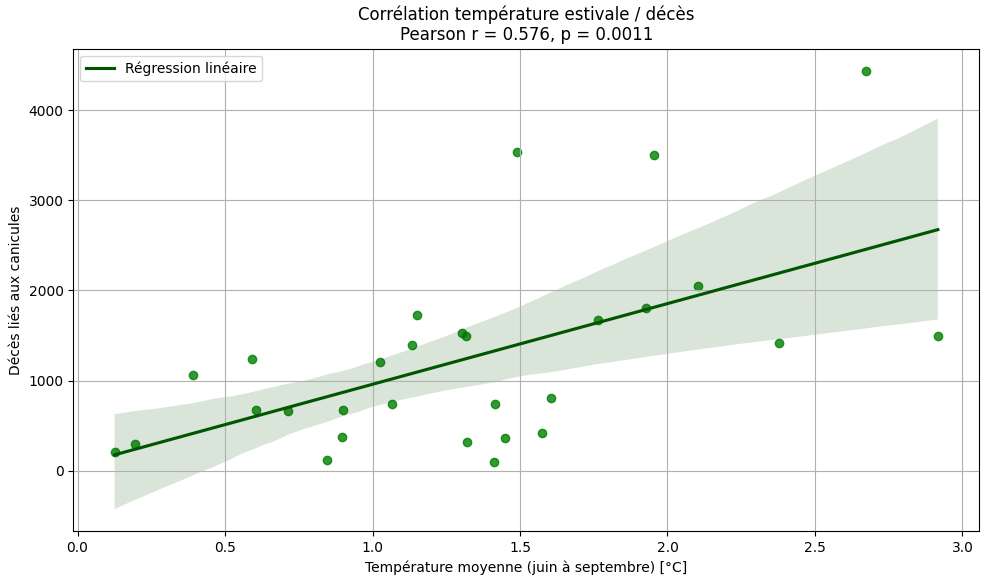 Corrélation température estivale / décès
Pearson r = 0.576, p = 0.0011
Régression linéaire
Décès liés aux canicules
4000
3000
2000
1000
0
0.0
0.5
1.0
1.5
2.0
2.5
3.0
Température moyenne (juin à septembre) [°C]